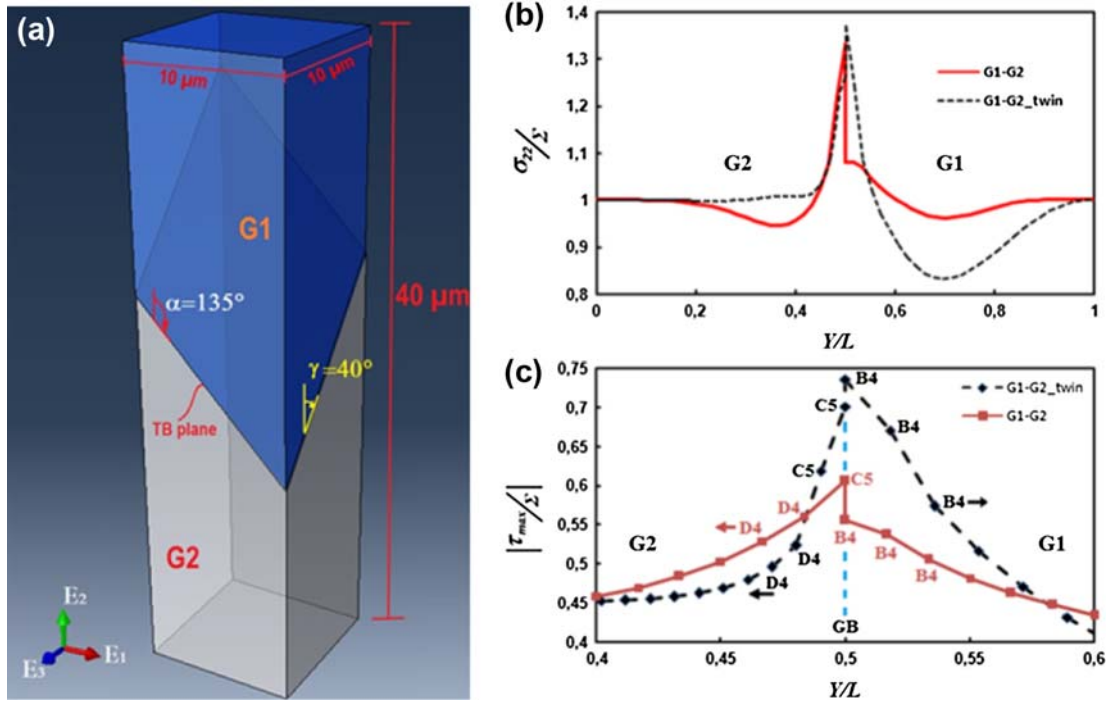 (a)
10 µm
10 µm
G1
α=135°
40 µm
γ=40°
TB plane
G2
E2
E1
E3
(b)
σ22/Σ
1,4
1,3
1,2
1,1
1
0,9
0,8
G1-G2
G1-G2_twin
G2
G1
0
0,2
0,4
0,6
0,8
1
Y/L
(c)
|τmax/Σ|
0,75
0,7
0,65
0,6
0,55
0,5
0,45
0,4
G1-G2_twin
G1-G2
B4
C5
B4
C5
C5
D4
B4
D4
G2
D4
B4
B4
B4
G1
D4
GB
0,4
0,45
0,5
0,55
0,6
Y/L